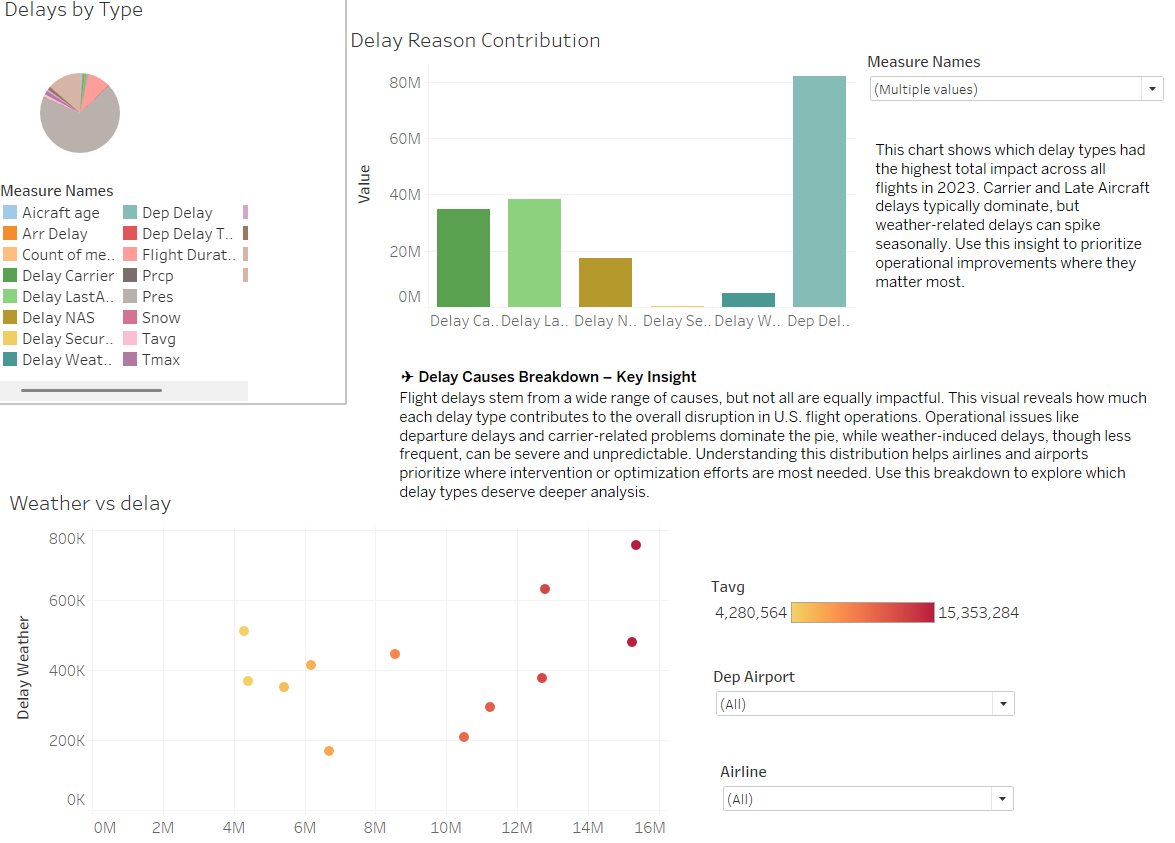 Delays by Type
Measure Names
Aicraft age
Arr Delay
Count of me..
Delay Carrier
Delay LastA..
Delay NAS
Delay Secur..
Delay Weat..
Dep Delay
Dep Delay T..
Flight Durat..
Prcp
Pres
Snow
Tavg
Tmax
Delay Reason Contribution
Value
80M
60M
40M
20M
0M
Delay Ca..
Delay La..
Delay N..
Delay Se..
Delay W..
Dep Del..
Measure Names
(Multiple values)
This chart shows which delay types had
the highest total impact across all
flights in 2023. Carrier and Late Aircraft
delays typically dominate, but
weather-related delays can spike
seasonally. Use this insight to prioritize
operational improvements where they
matter most.
✈ Delay Causes Breakdown – Key Insight
Flight delays stem from a wide range of causes, but not all are equally impactful. This visual reveals how much
each delay type contributes to the overall disruption in U.S. flight operations. Operational issues like
departure delays and carrier-related problems dominate the pie, while weather-induced delays, though less
frequent, can be severe and unpredictable. Understanding this distribution helps airlines and airports
prioritize where intervention or optimization efforts are most needed. Use this breakdown to explore which
delay types deserve deeper analysis.
Weather vs delay
Delay Weather
800K
600K
400K
200K
0K
0M
2M
4M
6M
8M
10M
12M
14M
16M
Tavg
4,280,564
15,353,284
Dep Airport
(All)
Airline
(All)